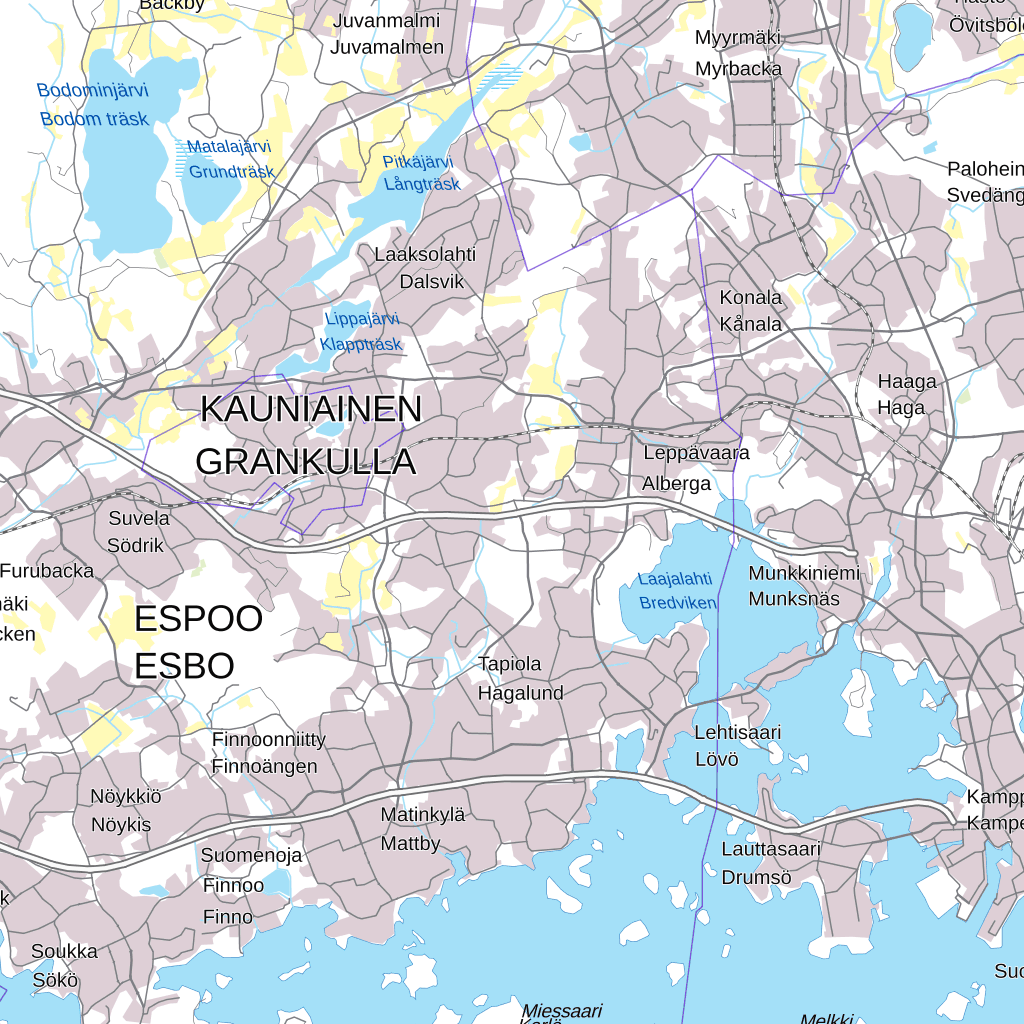 Backby
Juvanmalmi
Juvamalmen
Myyrmäki
Myrbacka
Bodominjärvi
Bodom träsk
Matalajärvi
Grundträsk
Pitkäjärvi
Långträsk
Laaksolahti
Dalsvik
Konala
Kånala
Lippajärvi
Klappträsk
Haaga
Haga
KAUNIAINEN
GRANKULLA
Leppävaara
Alberga
Suvela
Södrik
Furubacka
Laajalahti
Bredviken
Munkkiniemi
Munksnäs
ESPOO
ESBO
Tapiola
Hagalund
Lehtisaari
Lövö
Finnoonniitty
Finnoängen
Nöykkiö
Nöykis
Matinkylä
Mattby
Lauttasaari
Drumsö
Suomenoja
Finnoo
Finno
Soukka
Sökö
Miessaari
Melkki